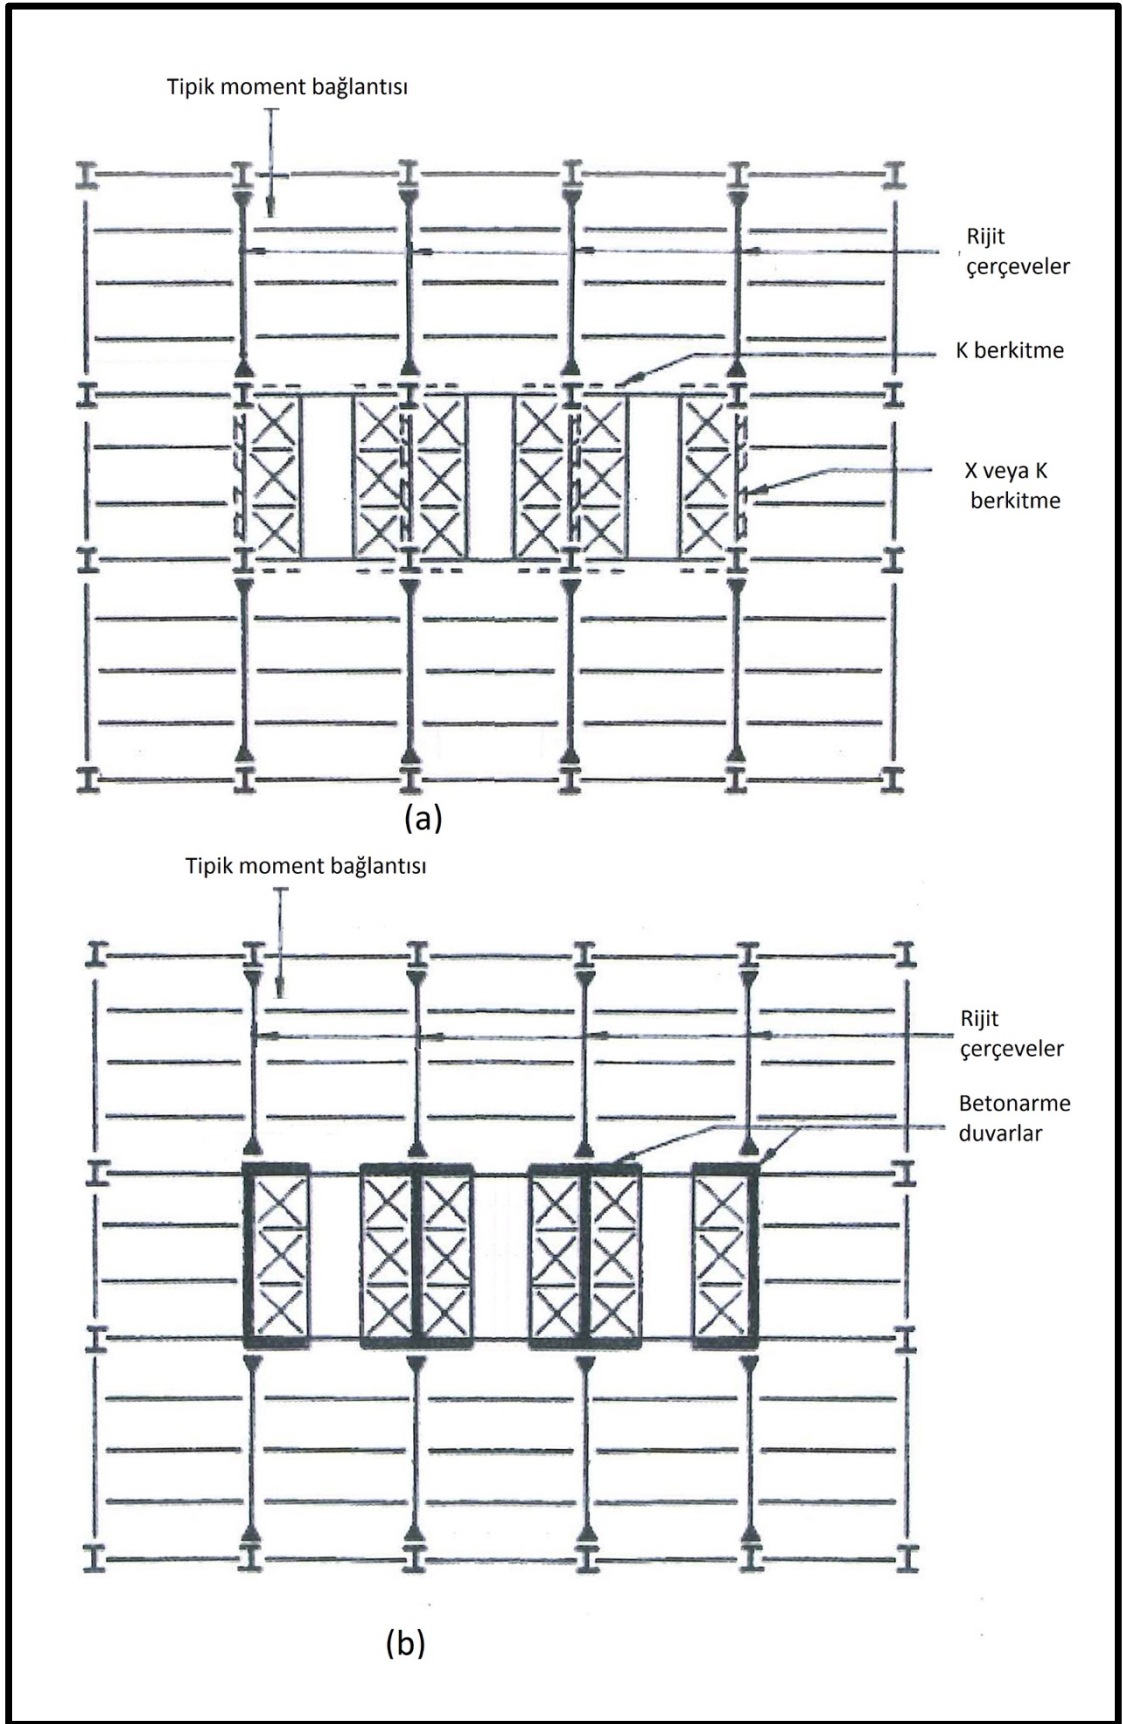 Tipik moment bağlantısı
Rijit
çerçeveler
K berkitme
X veya K
berkitme
(a)
Tipik moment bağlantısı
Rijit
çerçeveler
Betonarme
duvarlar
(b)